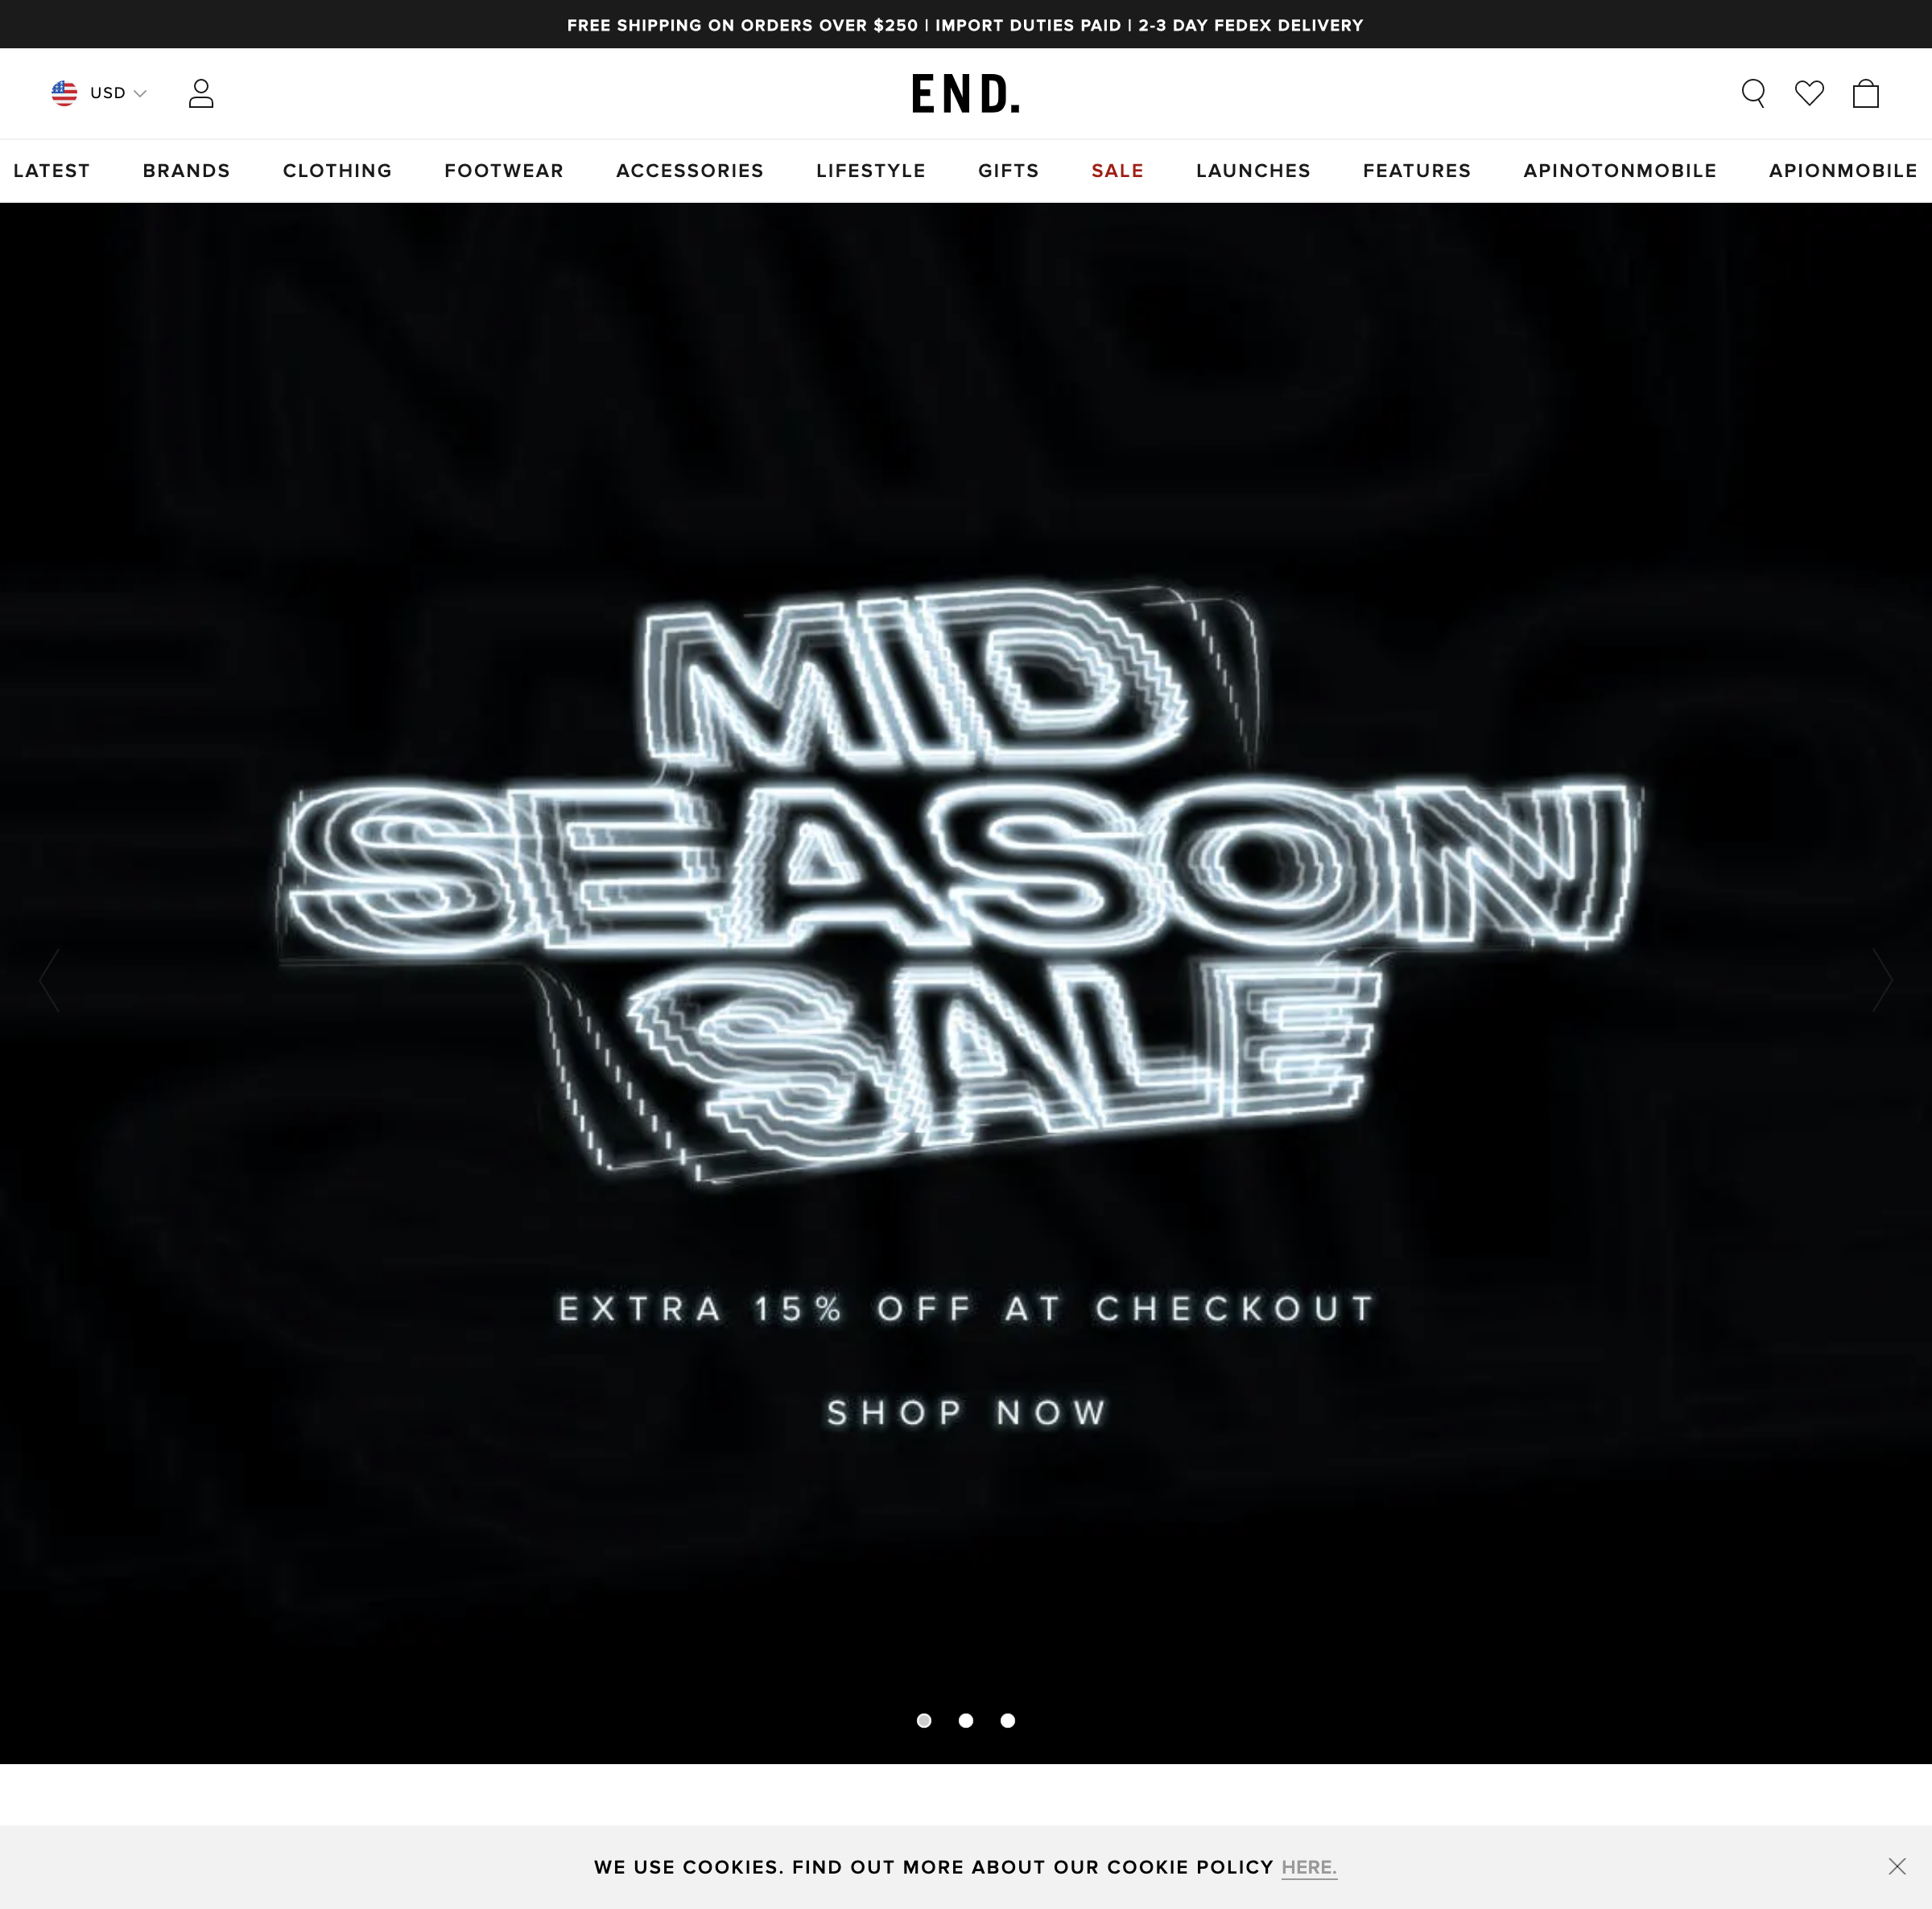 FREE SHIPPING ON ORDERS OVER $250 | IMPORT DUTIES PAID | 2-3 DAY FEDEX DELIVERY
USD
END.
LATEST BRANDS CLOTHING FOOTWEAR ACCESSORIES LIFESTYLE GIFTS SALE LAUNCHES FEATURES APINOTONMOBILE APIONMOBILE
MID
SEASON
SALE
EXTRA 15% OFF AT CHECKOUT
SHOP NOW
WE USE COOKIES. FIND OUT MORE ABOUT OUR COOKIE POLICY HERE.